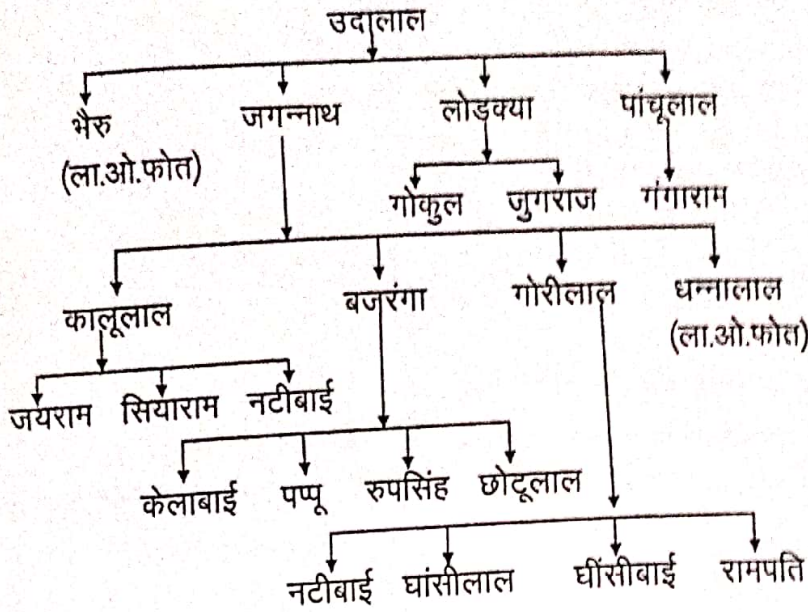 उदालाल
भैरु जगन्नाथ लोडक्या पांचूलाल
(ला.ओ.फोत)
गोकुल जुगराज गंगाराम
कालूलाल बजरंगा गोरीलाल धन्नालाल
(ला.ओ.फोत)
जयराम सियाराम नटीबाई
केलाबाई पप्पू रुपसिंह छोटूलाल
नटीबाई घांसीलाल घींसीबाई रामपति